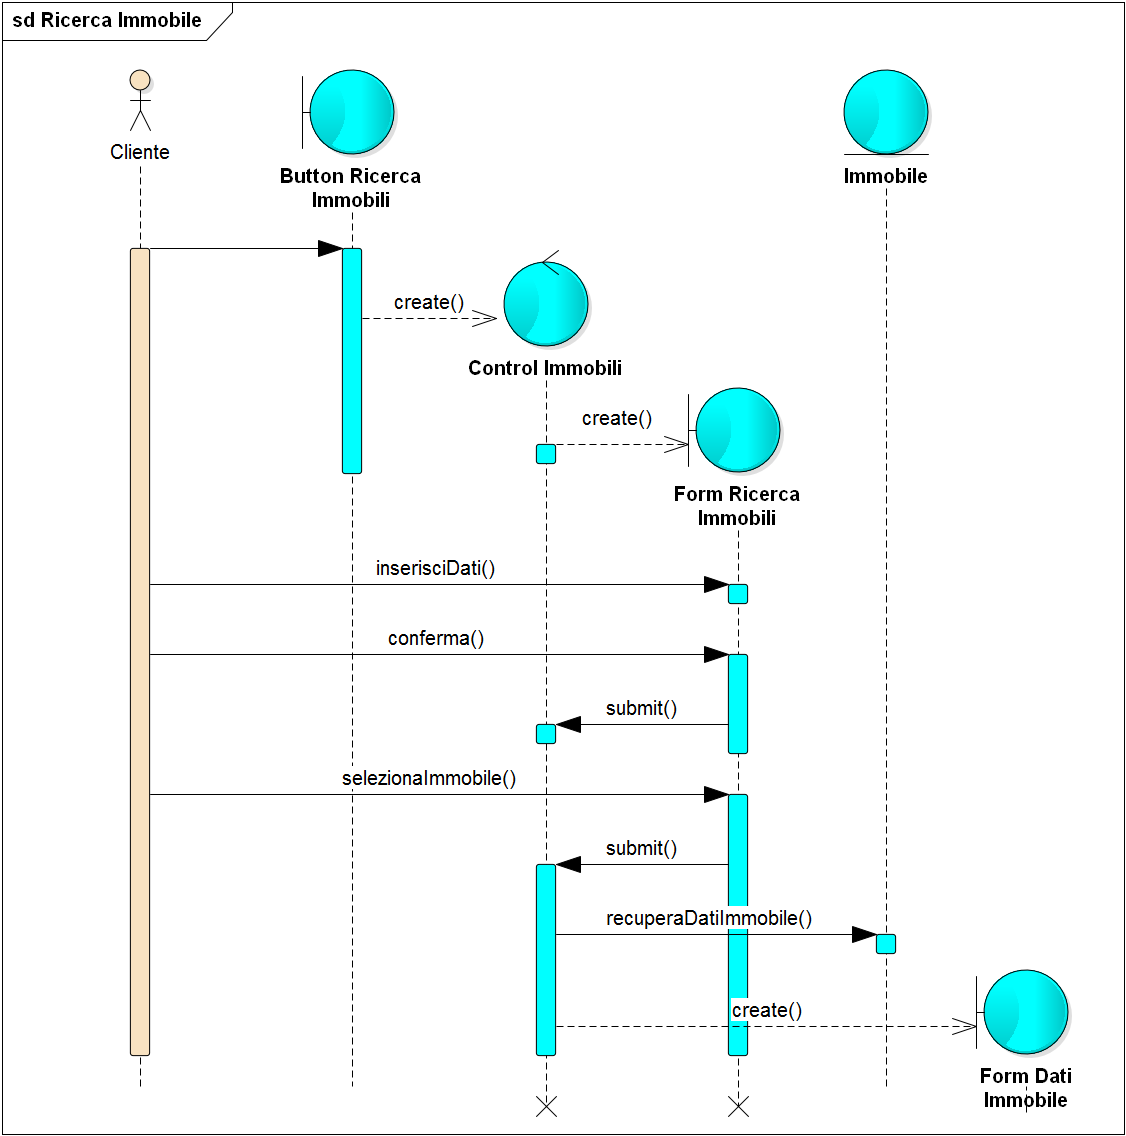 sd Ricerca Immobile
Cliente
Button Ricerca
Immobili
Immobile
create()
Control Immobili
create()
Form Ricerca
Immobili
inserisciDati()
conferma()
submit()
selezionaImmobile()
submit()
recuperaDatiImmobile()
create()
Form Dati
Immobile